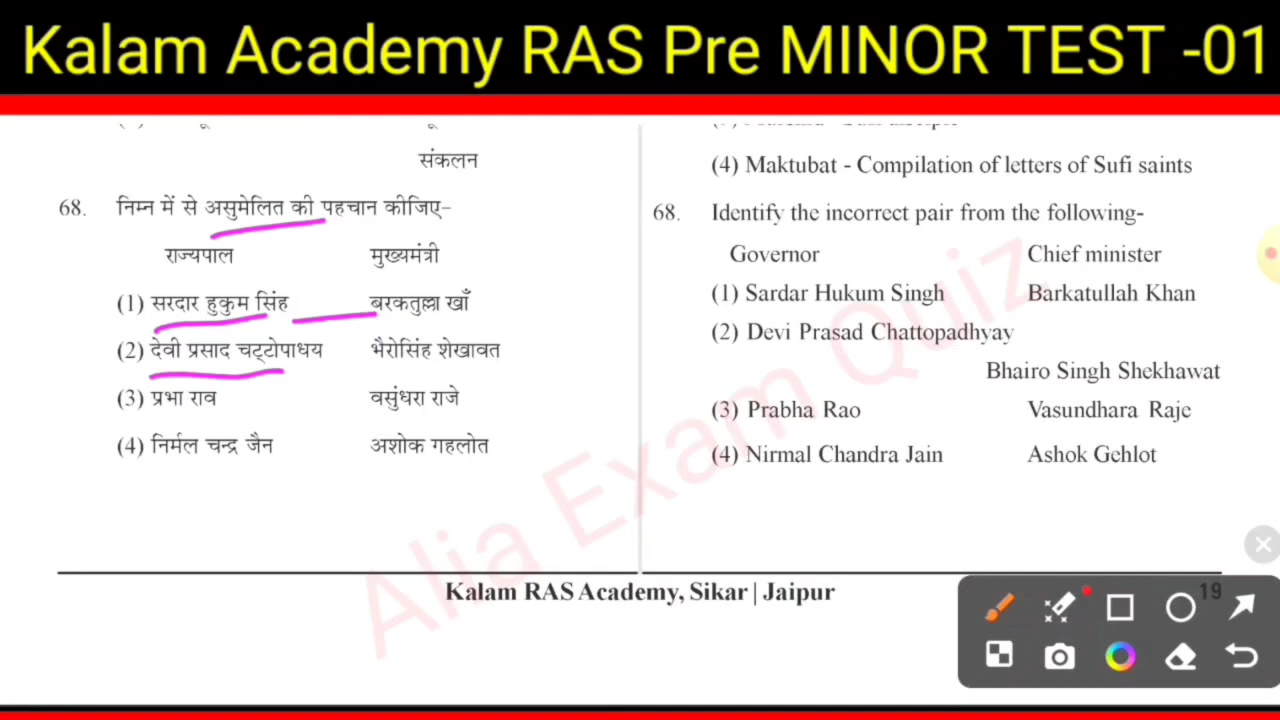 Kalam Academy RAS Pre MINOR TEST -01
संकलन
68. निम्न में से असुमेलित की पहचान कीजिए-
राज्यपाल मुख्यमंत्री
(1) सरदार हुकुम सिंह बरकतुल्ला खाँ
(2) देवी प्रसाद चट्टोपाधय भैरोसिंह शेखावत
(3) प्रभा राव वसुंधरा राजे
(4) निर्मल चन्द्र जैन अशोक गहलोत
(4) Maktubat - Compilation of letters of Sufi saints
68. Identify the incorrect pair from the following-
Governor Chief minister
(1) Sardar Hukum Singh Barkatullah Khan
(2) Devi Prasad Chattopadhyay
Bhairo Singh Shekhawat
(3) Prabha Rao Vasundhara Raje
(4) Nirmal Chandra Jain Ashok Gehlot
Alia Exam Quiz
Kalam RAS Academy, Sikar | Jaipur
19